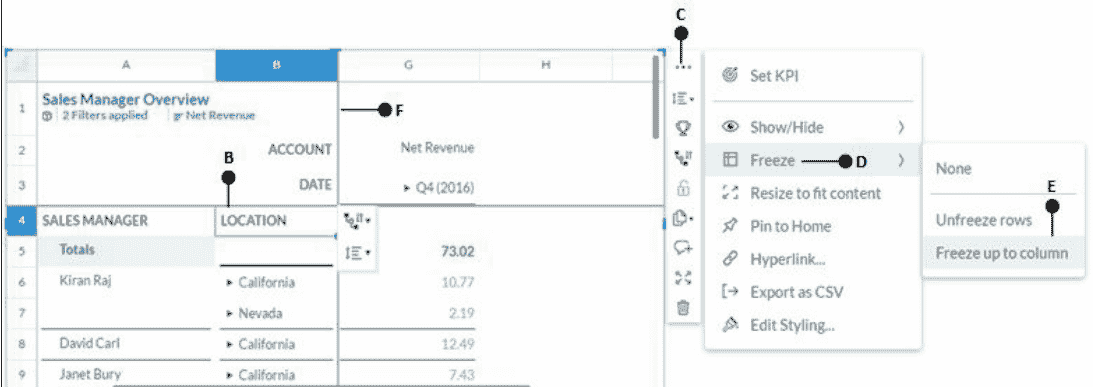 C
A B G H
Set KPI
1 Sales Manager Overview
2 Filters applied Net Revenue
F
Show/Hide
2 ACCOUNT Net Revenue
B
Freeze D
None
3 DATE Q4 (2016)
E
Resize to fit content
4 SALES MANAGER LOCATION
Pin to Home
Unfreeze rows
5 Totals 73.02
Hyperlink...
Freeze up to column
6 Kiran Raj California 10.77
Export as CSV
7 Nevada 2.19
Edit Styling...
8 David Carl California 12.49
9 Janet Bury California 7.43